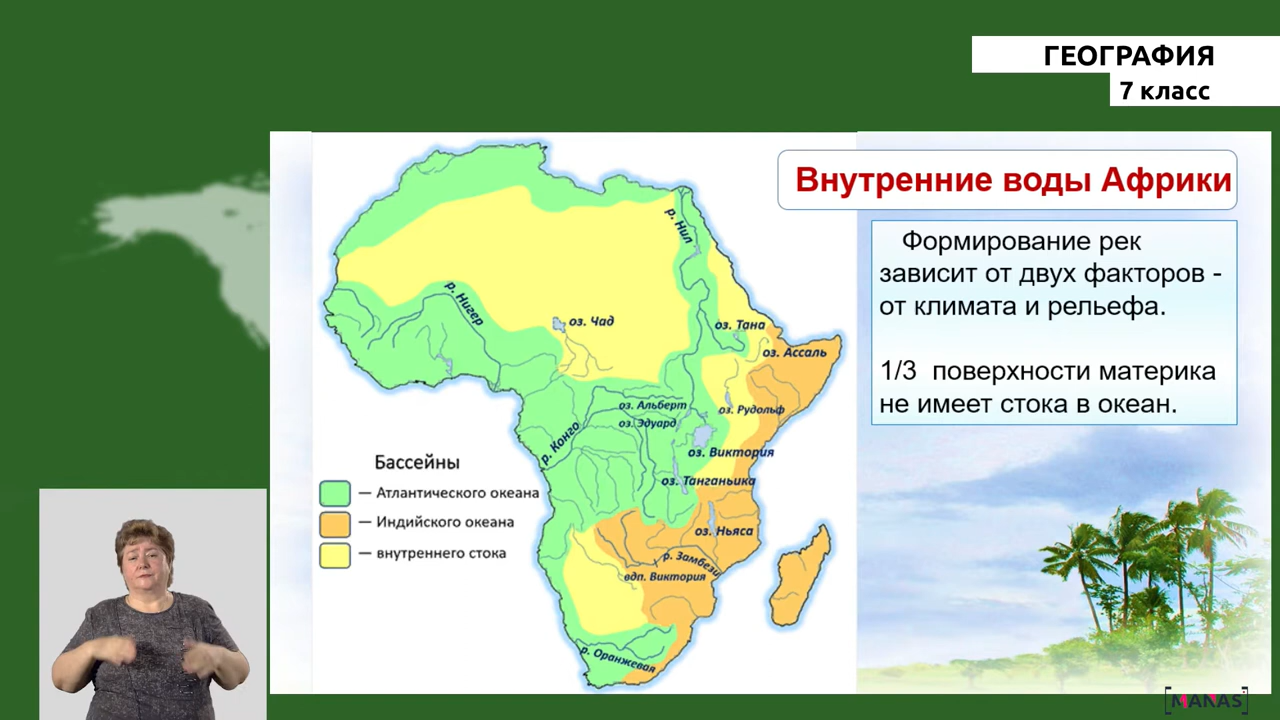 ГЕОГРАФИЯ
7 класс
Внутренние воды Африки
Формирование рек
зависит от двух факторов -
от климата и рельефа.
1/3 поверхности материка
не имеет стока в океан.
р. Нил
р. Нигер
оз. Чад
оз. Тана
оз. Ассаль
оз. Альберт
оз. Рудольф
оз. Эдуард
р. Конго
оз. Виктория
оз. Танганьика
оз. Ньяса
р. Замбези
вдп. Виктория
р. Оранжевая
Бассейны
— Атлантического океана
— Индийского океана
— внутреннего стока
[MANAS]